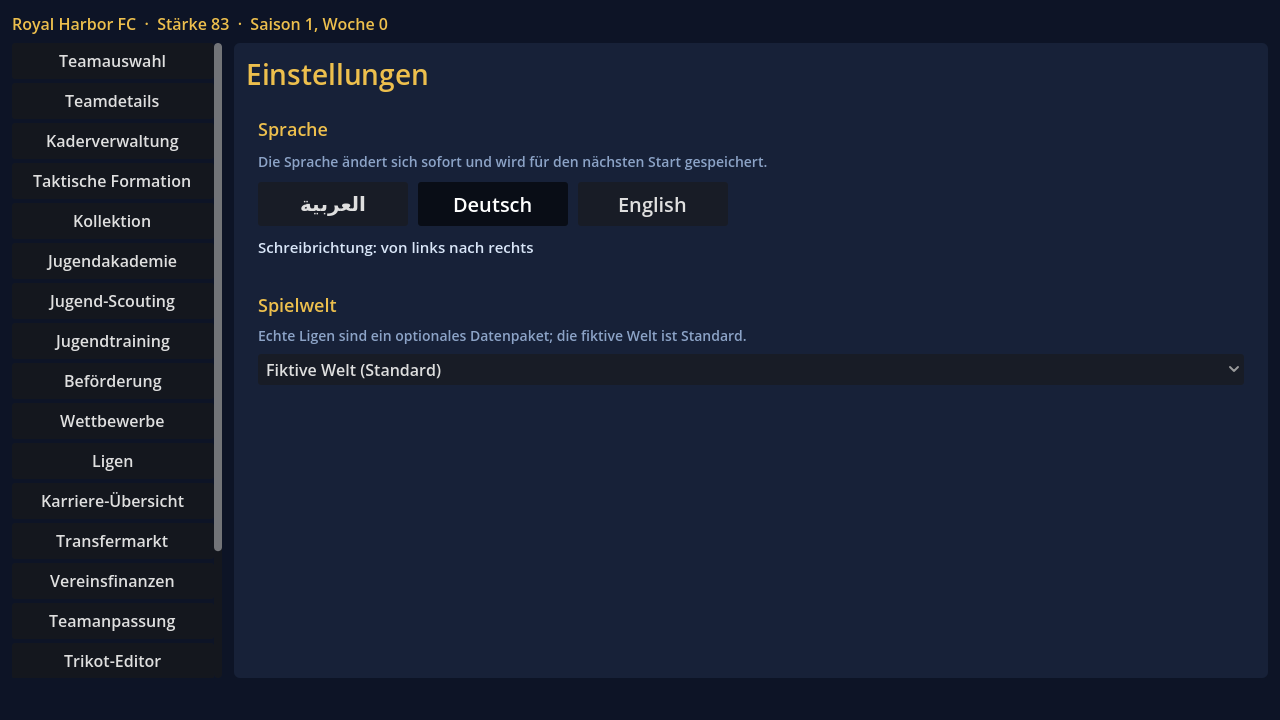 Royal Harbor FC · Stärke 83 · Saison 1, Woche 0
Teamauswahl
Teamdetails
Kaderverwaltung
Taktische Formation
Kollektion
Jugendakademie
Jugend-Scouting
Jugendtraining
Beförderung
Wettbewerbe
Ligen
Karriere-Übersicht
Transfermarkt
Vereinsfinanzen
Teamanpassung
Trikot-Editor
Einstellungen
Sprache
Die Sprache ändert sich sofort und wird für den nächsten Start gespeichert.
العربية Deutsch English
Schreibrichtung: von links nach rechts
Spielwelt
Echte Ligen sind ein optionales Datenpaket; die fiktive Welt ist Standard.
Fiktive Welt (Standard)